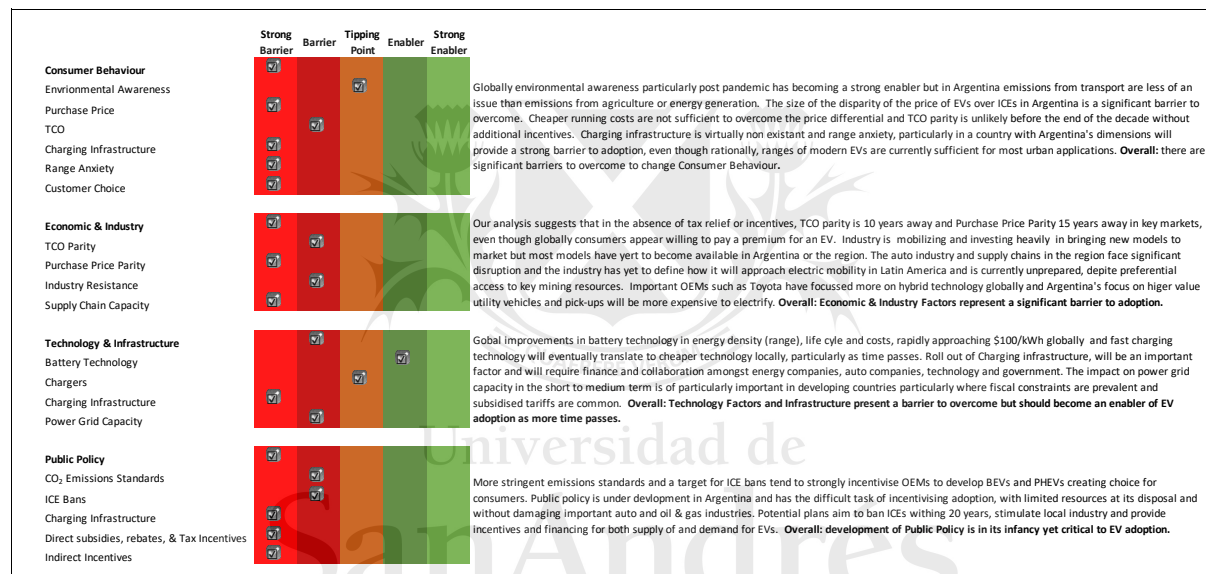 Strong Barrier
Barrier
Tipping Point
Enabler
Strong Enabler
Consumer Behaviour
Envrionmental Awareness
Purchase Price
TCO
Charging Infrastructure
Range Anxiety
Customer Choice
Globally environmental awareness particularly post pandemic has becoming a strong enabler but in Argentina emissions from transport are less of an
issue than emissions from agriculture or energy generation. The size of the disparity of the price of EVs over ICEs in Argentina is a significant barrier to
overcome. Cheaper running costs are not sufficient to overcome the price differential and TCO parity is unlikely before the end of the decade without
additional incentives. Charging infrastructure is virtually non existant and range anxiety, particularly in a country with Argentina's dimensions will
provide a strong barrier to adoption, even though rationally, ranges of modern EVs are currently sufficient for most urban applications. Overall: there are
significant barriers to overcome to change Consumer Behaviour.
Economic & Industry
TCO Parity
Purchase Price Parity
Industry Resistance
Supply Chain Capacity
Our analysis suggests that in the absence of tax relief for incentives, TCO parity is 10 years away and Purchase Price Parity 15 years away in key markets,
even though globally consumers appear willing to pay a premium for an EV. Industry is mobilizing and investing heavily in bringing new models to
market but most models have yert to become available in Argentina or the region. The auto industry and supply chains in the region face significant
disruption and the industry has yet to define how it will approach electric mobility in Latin America and is currently unprepared, depite preferential
access to key mining resources. Important OEMs such as Toyota have focussed more on hybrid technology globally and Argentina's focus on higer value
utility vehicles and pick-ups will be more expensive to electrify. Overall: Economic & Industry Factors represent a significant barrier to adoption.
Technology & Infrastructure
Battery Technology
Chargers
Charging Infrastructure
Power Grid Capacity
Gobal improvements in battery technology in energy density (range), life cyle and costs, rapidly approaching $100/kWh globally and fast charging
technology will eventually translate to cheaper technology locally, particularly as time passes. Roll out of Charging infrastructure, will be an important
factor and will require finance and collaboration amongst energy companies, auto companies, technology and government. The impact on power grid
capacity in the short to medium term is of particularly important in developing countries particularly where fiscal constraints are prevalent and
subsidised tariffs are common. Overall: Technology Factors and Infrastructure present a barrier to overcome but should become an enabler of EV
adoption as more time passes.
Public Policy
CO₂ Emissions Standards
ICE Bans
Charging Infrastructure
Direct subsidies, rebates, & Tax Incentives
Indirect Incentives
More stringent emissions standards and a target for ICE bans tend to strongly incentivise OEMs to develop BEVs and PHEVs creating choice for
consumers. Public policy is under devlopment in Argentina and has the difficult task of incentivising adoption, with limited resources at its disposal and
without damaging important auto and oil & gas industries. Potential plans aim to ban ICEs withing 20 years, stimulate local industry and provide
incentives and financing for both supply of and demand for EVs. Overall: development of Public Policy is in its infancy yet critical to EV adoption.
Universidad de
SanAndrés